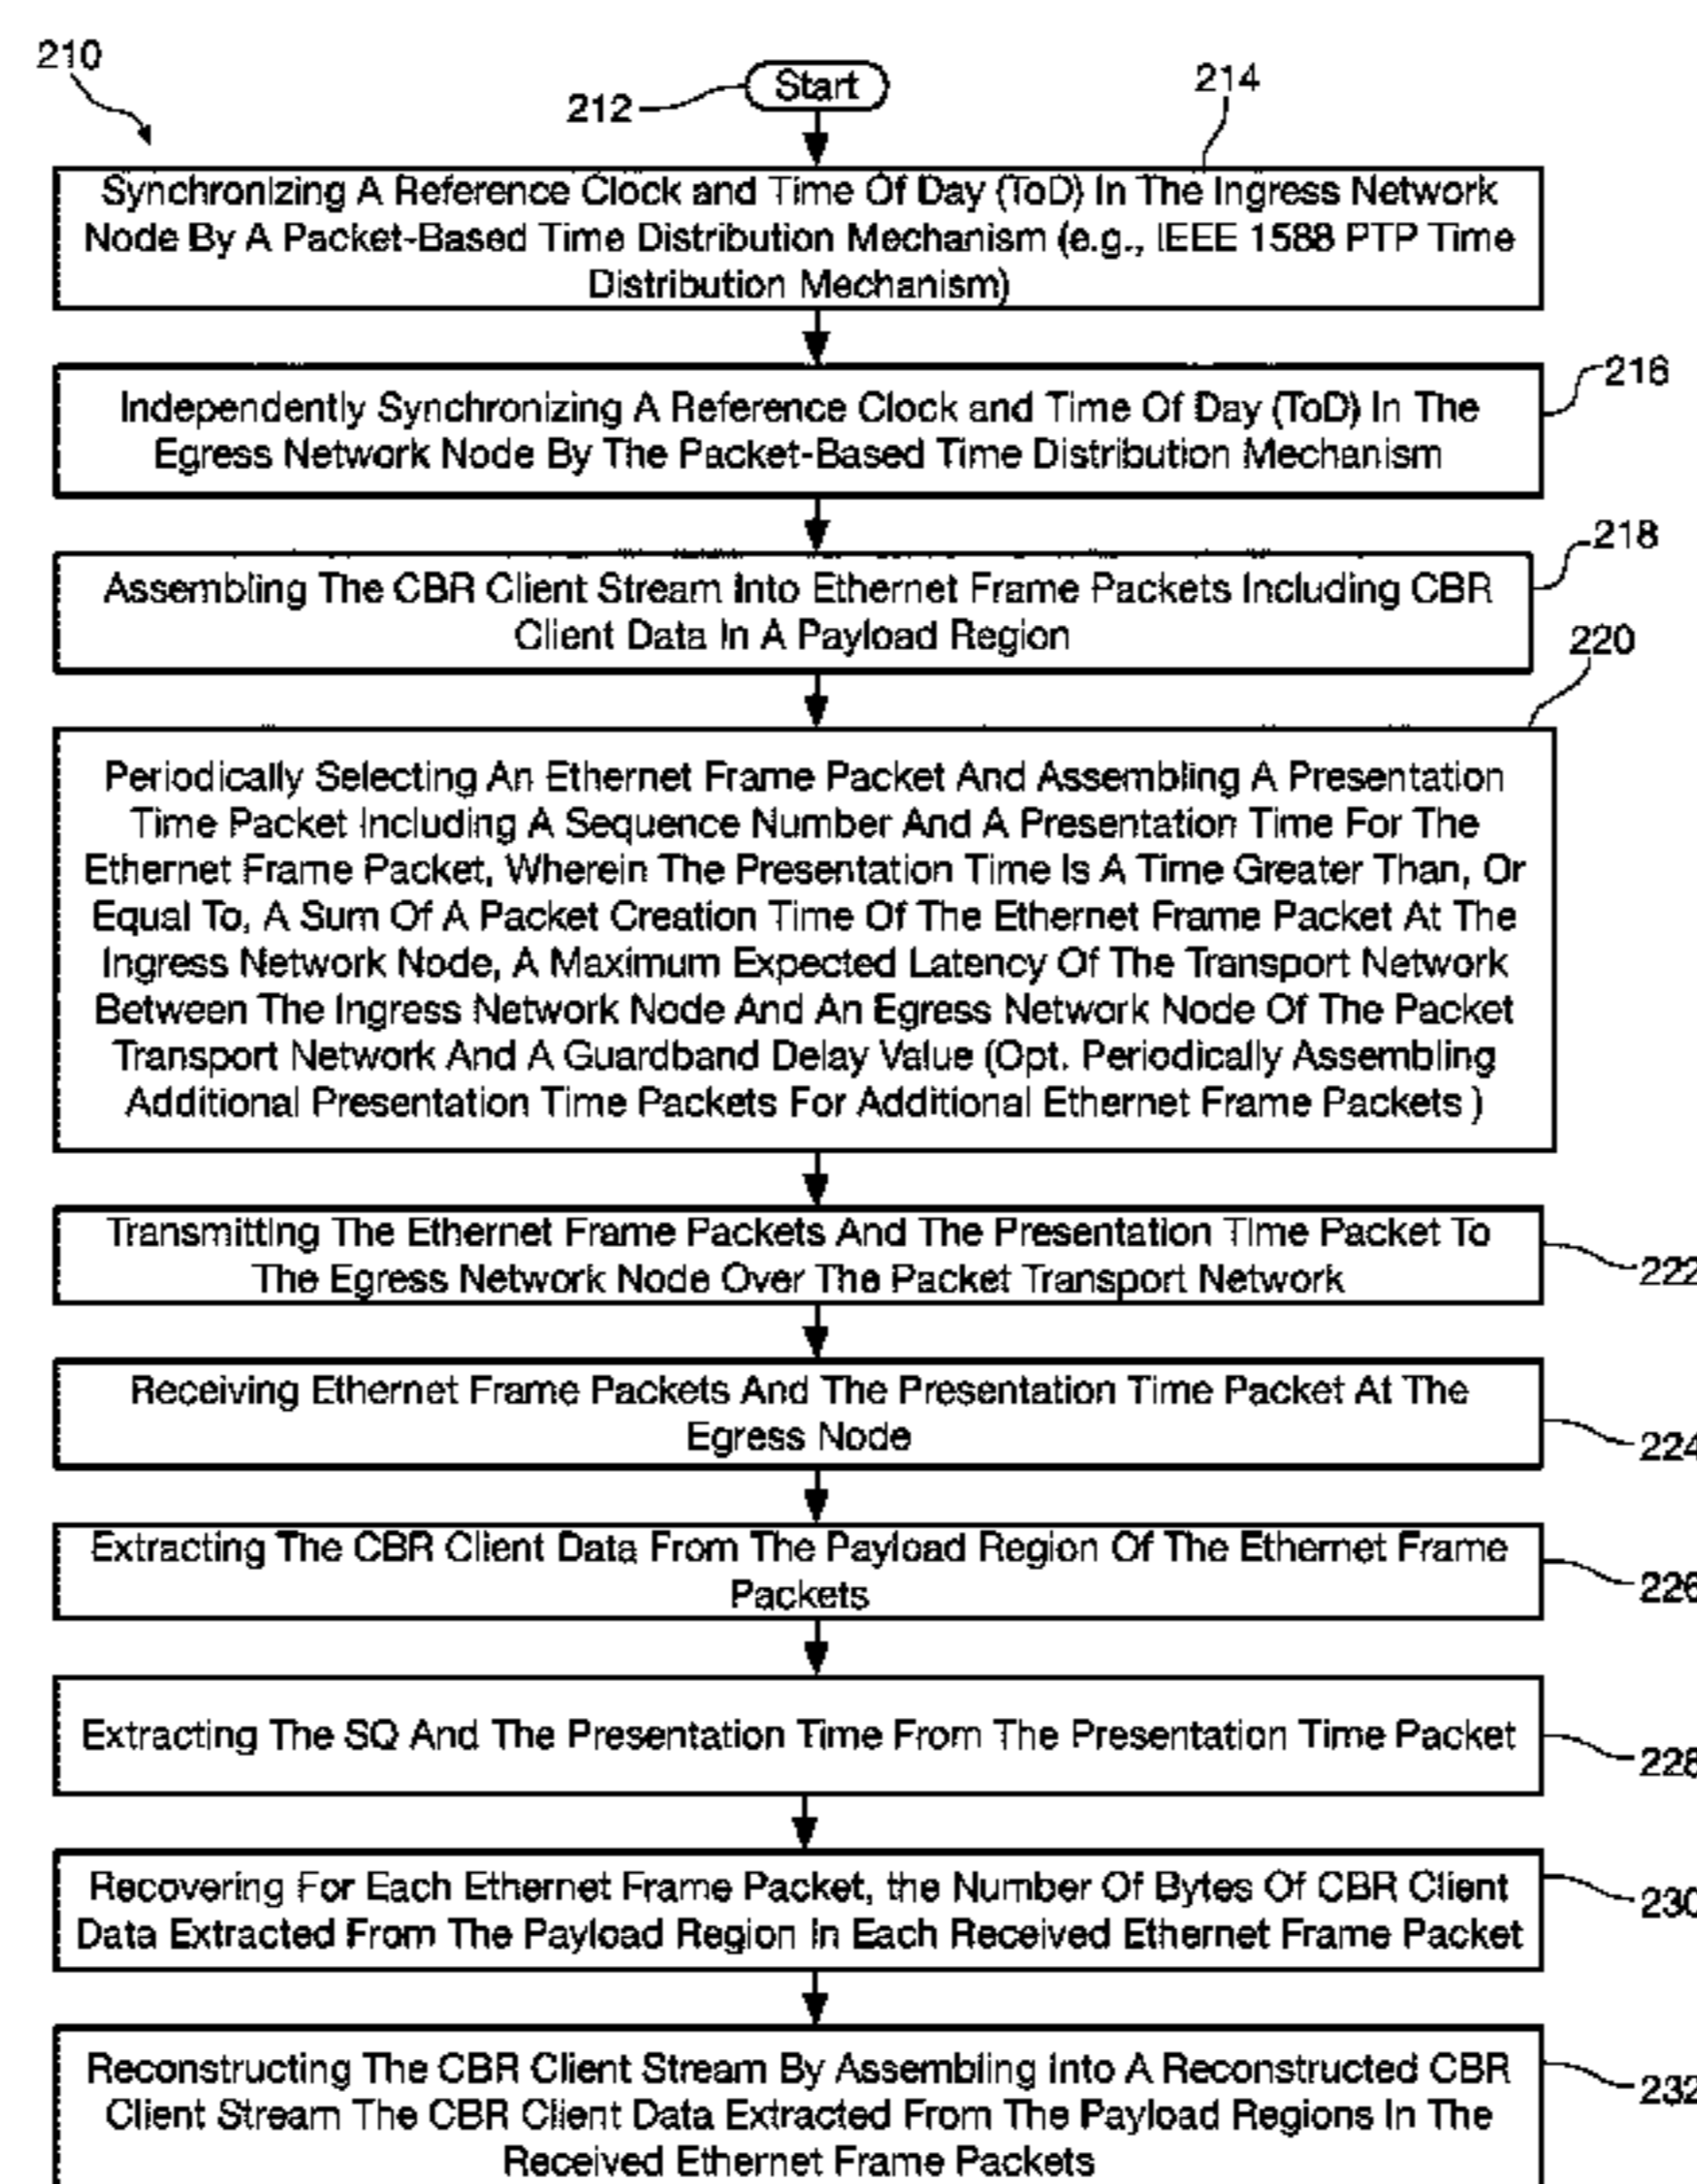 210
212
Start
214
Synchronizing A Reference Clock and Time Of Day (ToD) In The Ingress Network
Node By A Packet-Based Time Distribution Mechanism (e.g., IEEE 1588 PTP Time
Distribution Mechanism)
216
Independently Synchronizing A Reference Clock and Time Of Day (ToD) In The
Egress Network Node By The Packet-Based Time Distribution Mechanism
218
Assembling The CBR Client Stream Into Ethernet Frame Packets Including CBR
Client Data In A Payload Region
220
Periodically Selecting An Ethernet Frame Packet And Assembling A Presentation
Time Packet Including A Sequence Number And A Presentation Time For The
Ethernet Frame Packet, Wherein The Presentation Time Is A Time Greater Than, Or
Equal To, A Sum Of A Packet Creation Time Of The Ethernet Frame Packet At The
Ingress Network Node, A Maximum Expected Latency Of The Transport Network
Between The Ingress Network Node And An Egress Network Node Of The Packet
Transport Network And A Guardband Delay Value (Opt. Periodically Assembling
Additional Presentation Time Packets For Additional Ethernet Frame Packets )
Transmitting The Ethernet Frame Packets And The Presentation Time Packet To
The Egress Network Node Over The Packet Transport Network
222
Receiving Ethernet Frame Packets And The Presentation Time Packet At The
Egress Node
224
Extracting The CBR Client Data From The Payload Region Of The Ethernet Frame
Packets
226
Extracting The SQ And The Presentation Time From The Presentation Time Packet
228
Recovering For Each Ethernet Frame Packet, the Number Of Bytes Of CBR Client
Data Extracted From The Payload Region In Each Received Ethernet Frame Packet
230
Reconstructing The CBR Client Stream By Assembling Into A Reconstructed CBR
Client Stream The CBR Client Data Extracted From The Payload Regions In The
Received Ethernet Frame Packets
232